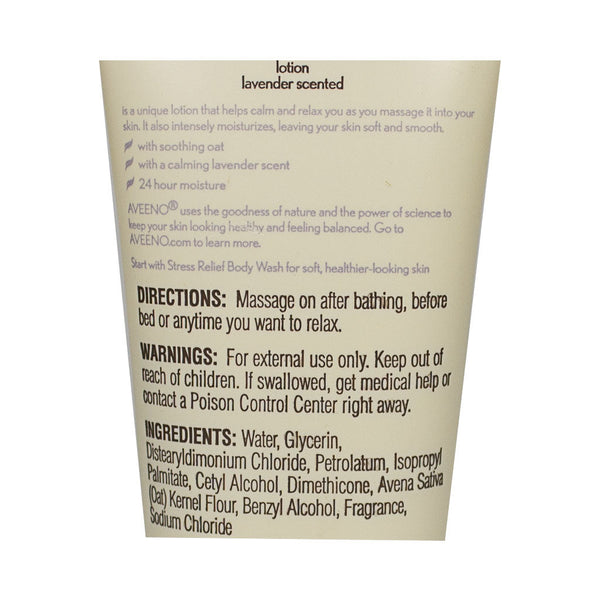 lotion
lavender scented
is a unique lotion that helps calm and relax you as you massage it into your
skin. It also intensely moisturizes, leaving your skin soft and smooth.
with soothing oat
with a calming lavender scent
24 hour moisture
AVEENO® uses the goodness of nature and the power of science to
keep your skin looking healthy and feeling balanced. Go to
AVEENO.com to learn more.
Start with Stress Relief Body Wash for soft, healthier-looking skin
DIRECTIONS: Massage on after bathing, before
bed or anytime you want to relax.
WARNINGS: For external use only. Keep out of
reach of children. If swallowed, get medical help or
contact a Poison Control Center right away.
INGREDIENTS: Water, Glycerin,
Distearyldimonium Chloride, Petrolatum, Isopropyl
Palmitate, Cetyl Alcohol, Dimethicone, Avena Sativa
(Oat) Kernel Flour, Benzyl Alcohol, Fragrance,
Sodium Chloride